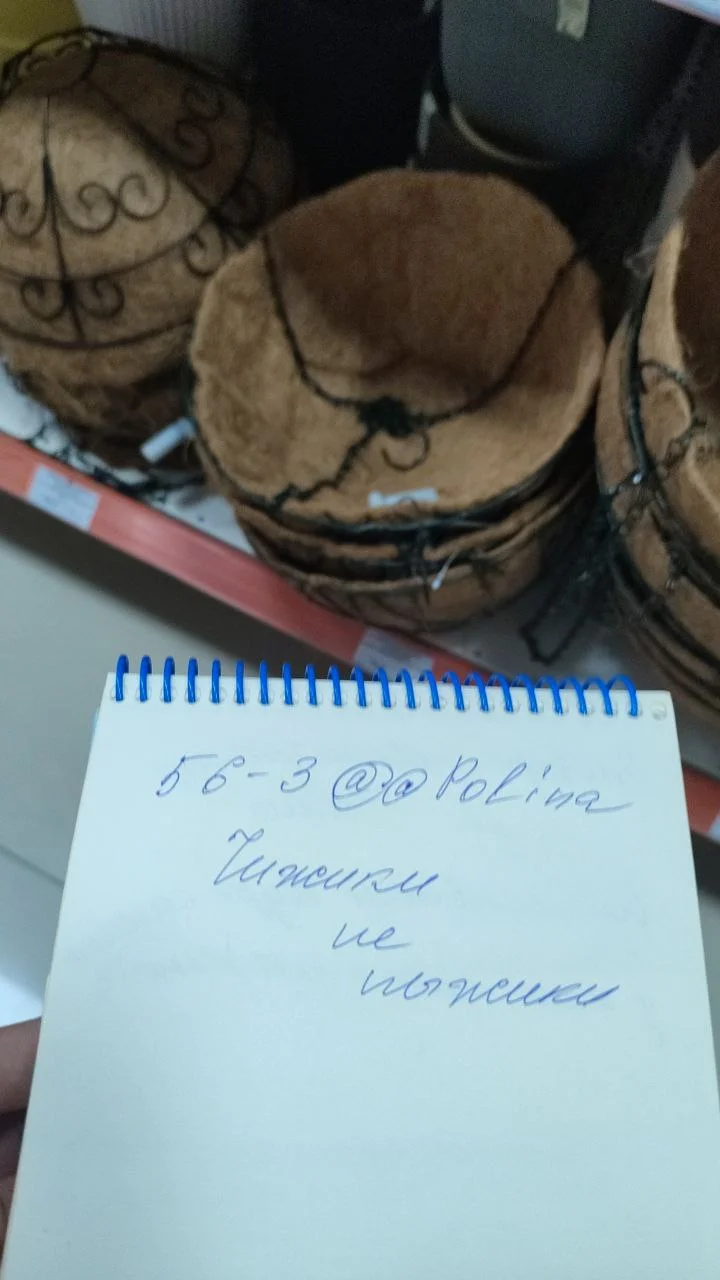 56-3 @@Polina
Чижики
не
пыжики